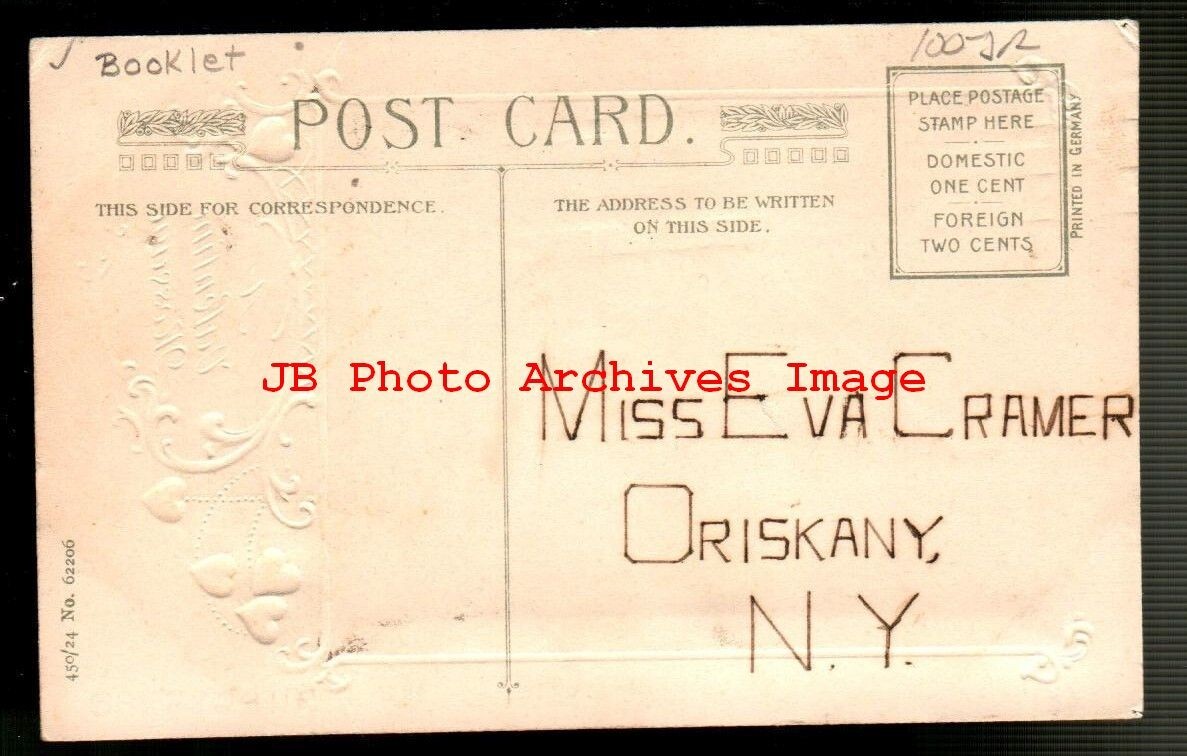 Booklet
POST CARD.
THIS SIDE FOR CORRESPONDENCE.
THE ADDRESS TO BE WRITTEN
ON THIS SIDE.
PLACE POSTAGE
STAMP HERE
DOMESTIC
ONE CENT
FOREIGN
TWO CENTS
PRINTED IN GERMANY
JB Photo Archives Image
MISS EVA CRAMER
ORISKANY,
N.Y.
450/24 No. 62206